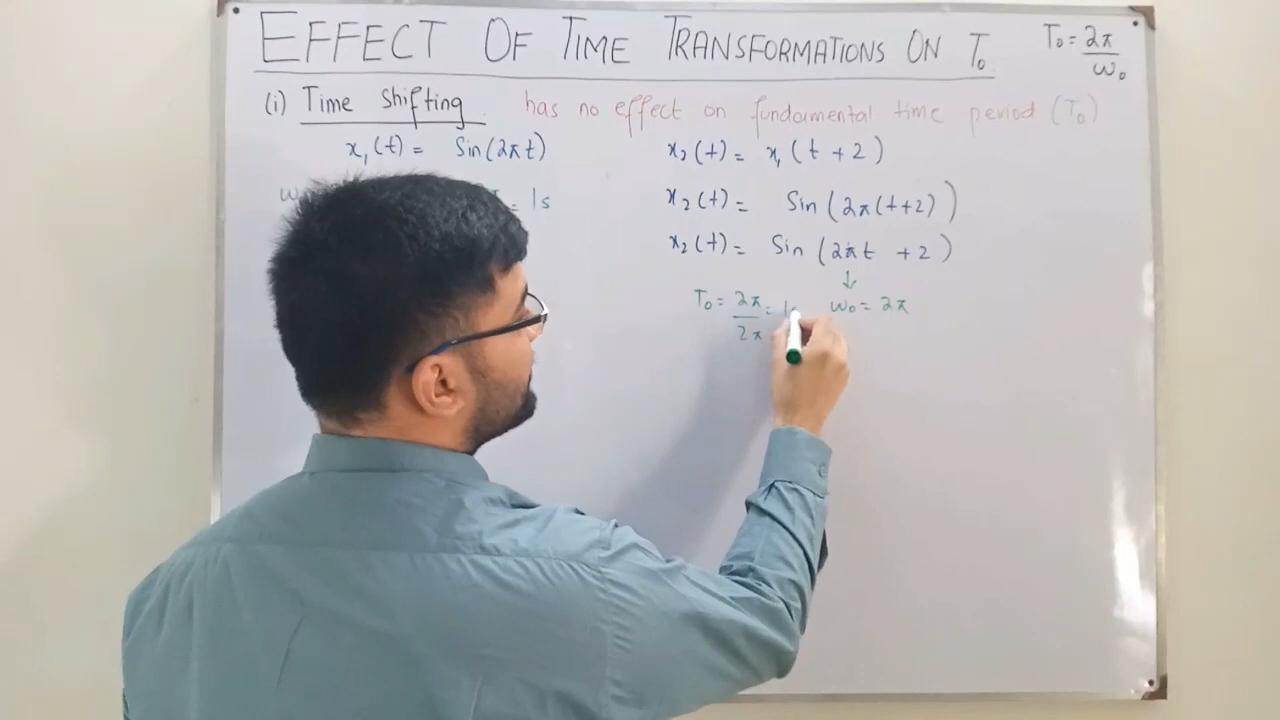 EFFECT OF TIME TRANSFORMATIONS ON T₀
T₀ = 2π/ω₀
(i) Time shifting has no effect on fundamental time period (T₀)
x₁(t) = Sin(2πt)
= 1s
x₂(t) = x₁(t + 2)
x₂(t) = Sin(2π(t+2))
x₂(t) = Sin(2πt + 2)
↓
T₀ = 2π/2π = 1s ω₀ = 2π